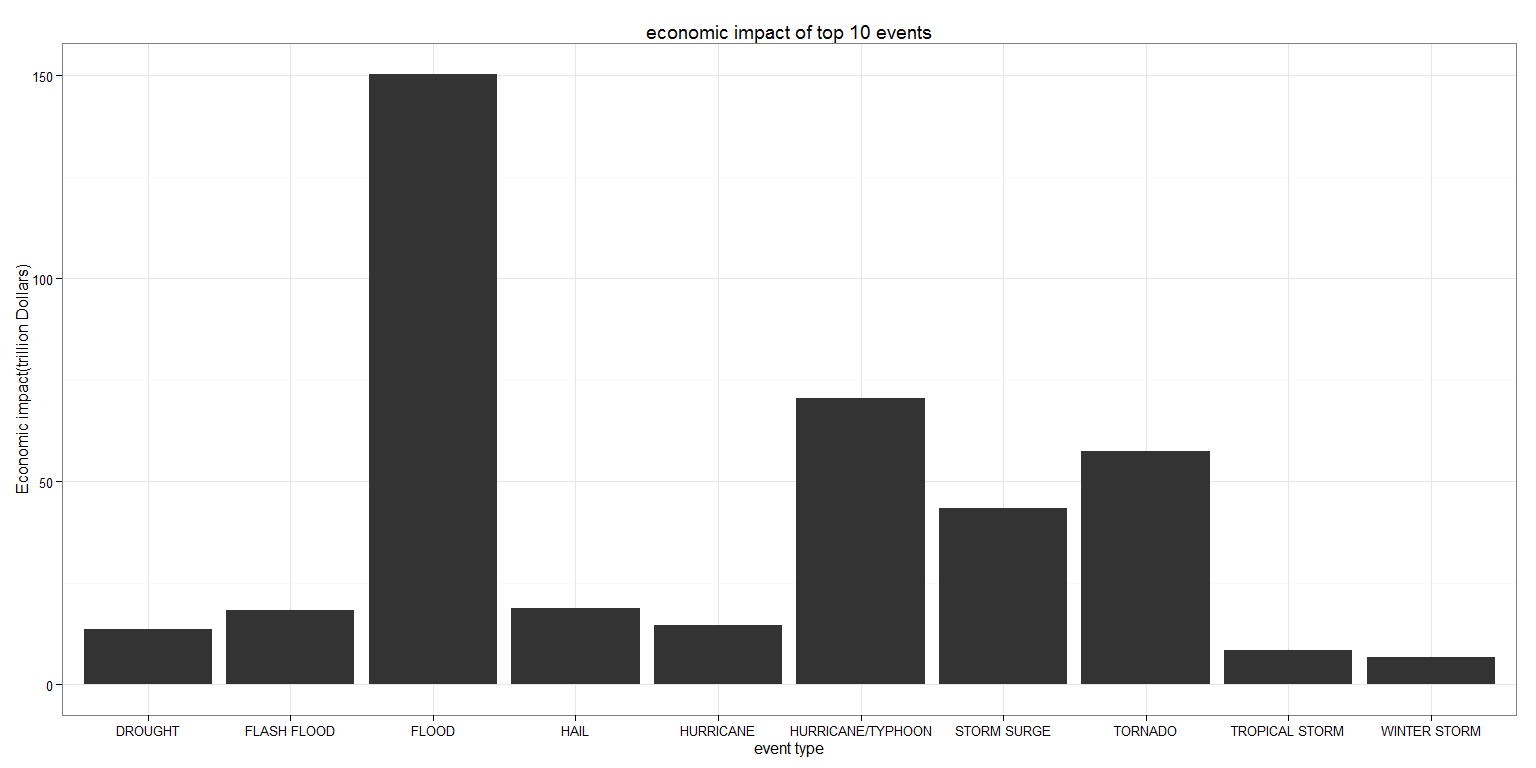 economic impact of top 10 events
Economic impact(trillion Dollars)
150
100
50
0
DROUGHT
FLASH FLOOD
FLOOD
HAIL
HURRICANE
HURRICANE/TYPHOON
STORM SURGE
TORNADO
TROPICAL STORM
WINTER STORM
event type